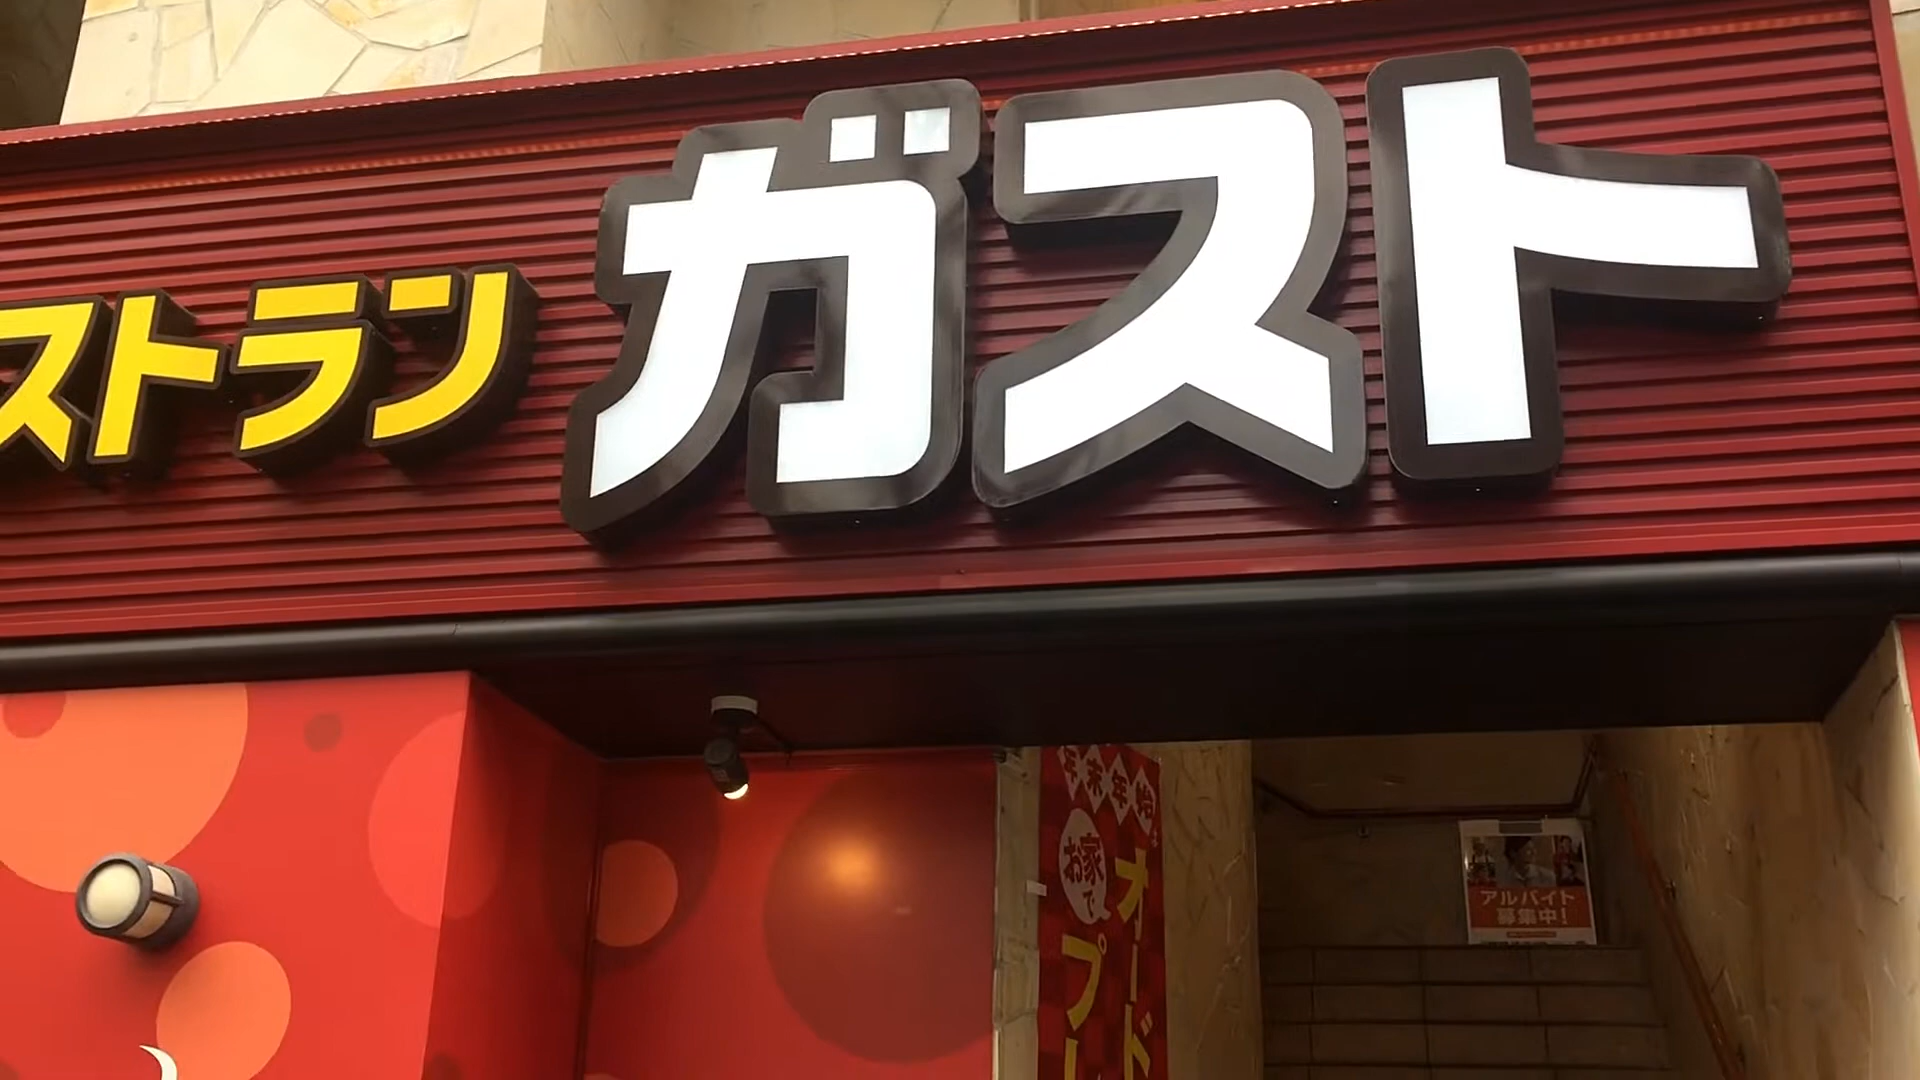 ストラン ガスト
年末年始
お家で
オード
プー
アルバイト
募集中!